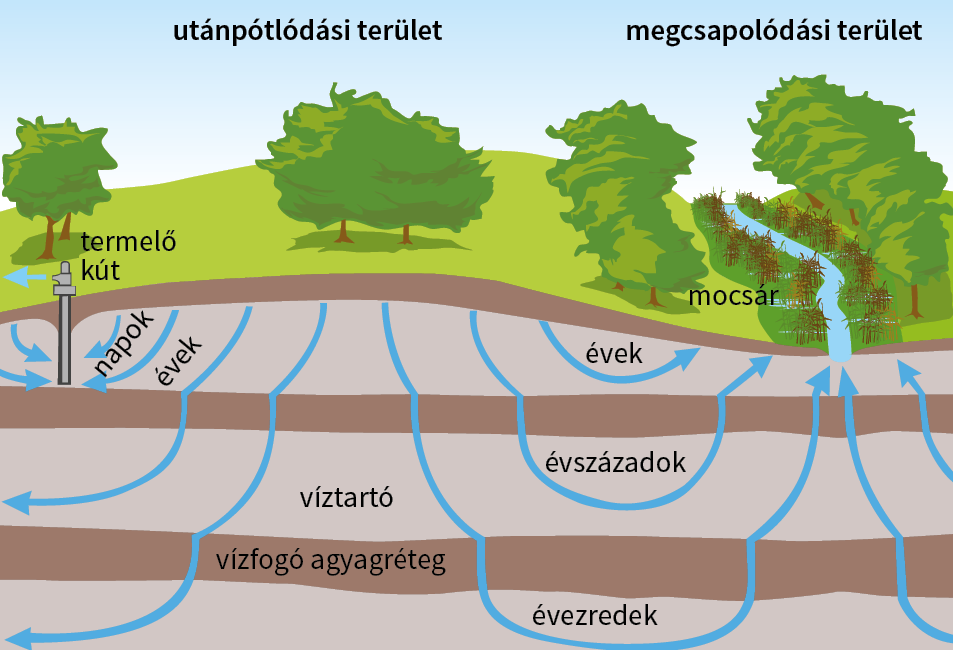 utánpótlódási terület
megcsapolódási terület
termelő
kút
mocsár
napok
évek
évek
évszázadok
víztartó
vízfogó agyagréteg
évezredek